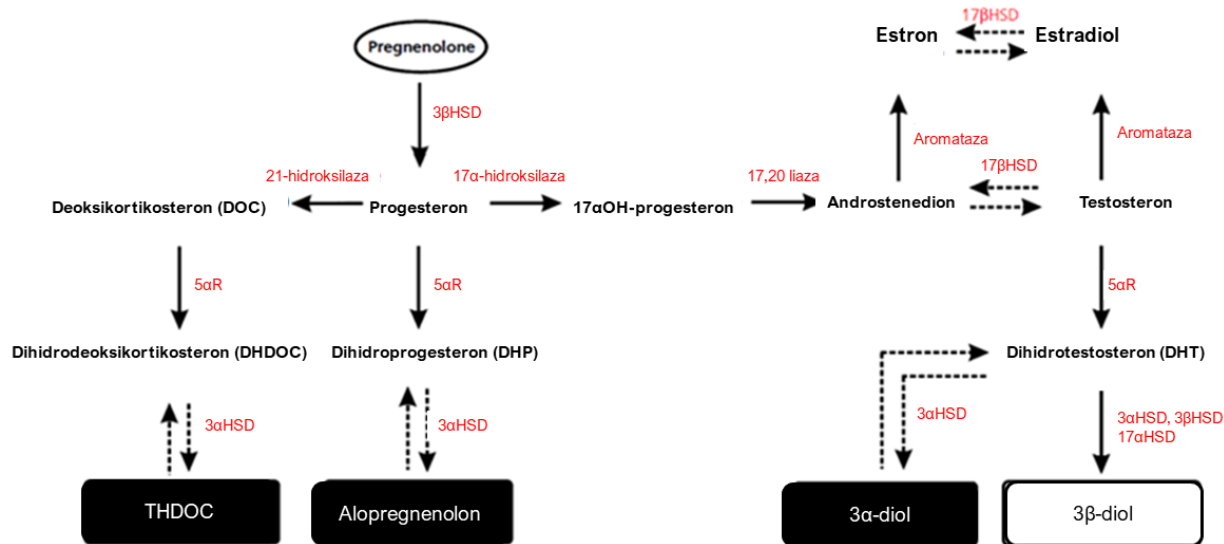 17βHSD
Estron
Estradiol
Pregnenolone
3βHSD
Aromataza
Aromataza
21-hidroksilaza
17α-hidroksilaza
17,20 liaza
17βHSD
Deoksikortikosteron (DOC)
Progesteron
17αOH-progesteron
Androstenedion
Testosteron
5αR
5αR
5αR
Dihidrodeoksikortikosteron (DHDOC)
Dihidroprogesteron (DHP)
Dihidrotestosteron (DHT)
3αHSD
3αHSD
3αHSD
3αHSD, 3βHSD
17αHSD
THDOC
Alopregnenolon
3α-diol
3β-diol